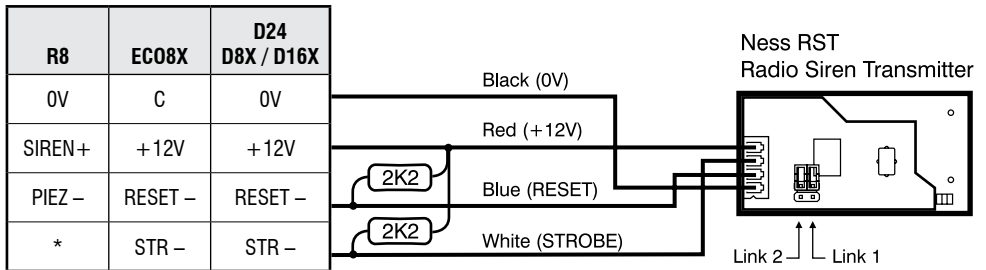 R8 ECO8X D24 D8X / D16X
0V C 0V
SIREN+ +12V +12V
PIEZ – RESET – RESET –
* STR – STR –
Black (0V)
Red (+12V)
2K2
Blue (RESET)
2K2
White (STROBE)
Ness RST
Radio Siren Transmitter
Link 2 Link 1